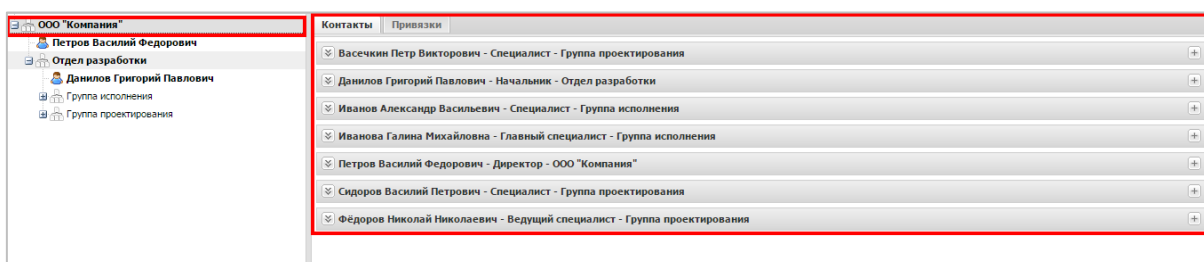 ООО "Компания"
Петров Василий Федорович
Отдел разработки
Данилов Григорий Павлович
Группа исполнения
Группа проектирования
Контакты Привязки
Васечкин Петр Викторович - Специалист - Группа проектирования
Данилов Григорий Павлович - Начальник - Отдел разработки
Иванов Александр Васильевич - Специалист - Группа исполнения
Иванова Галина Михайловна - Главный специалист - Группа исполнения
Петров Василий Федорович - Директор - ООО "Компания"
Сидоров Василий Петрович - Специалист - Группа проектирования
Фёдоров Николай Николаевич - Ведущий специалист - Группа проектирования